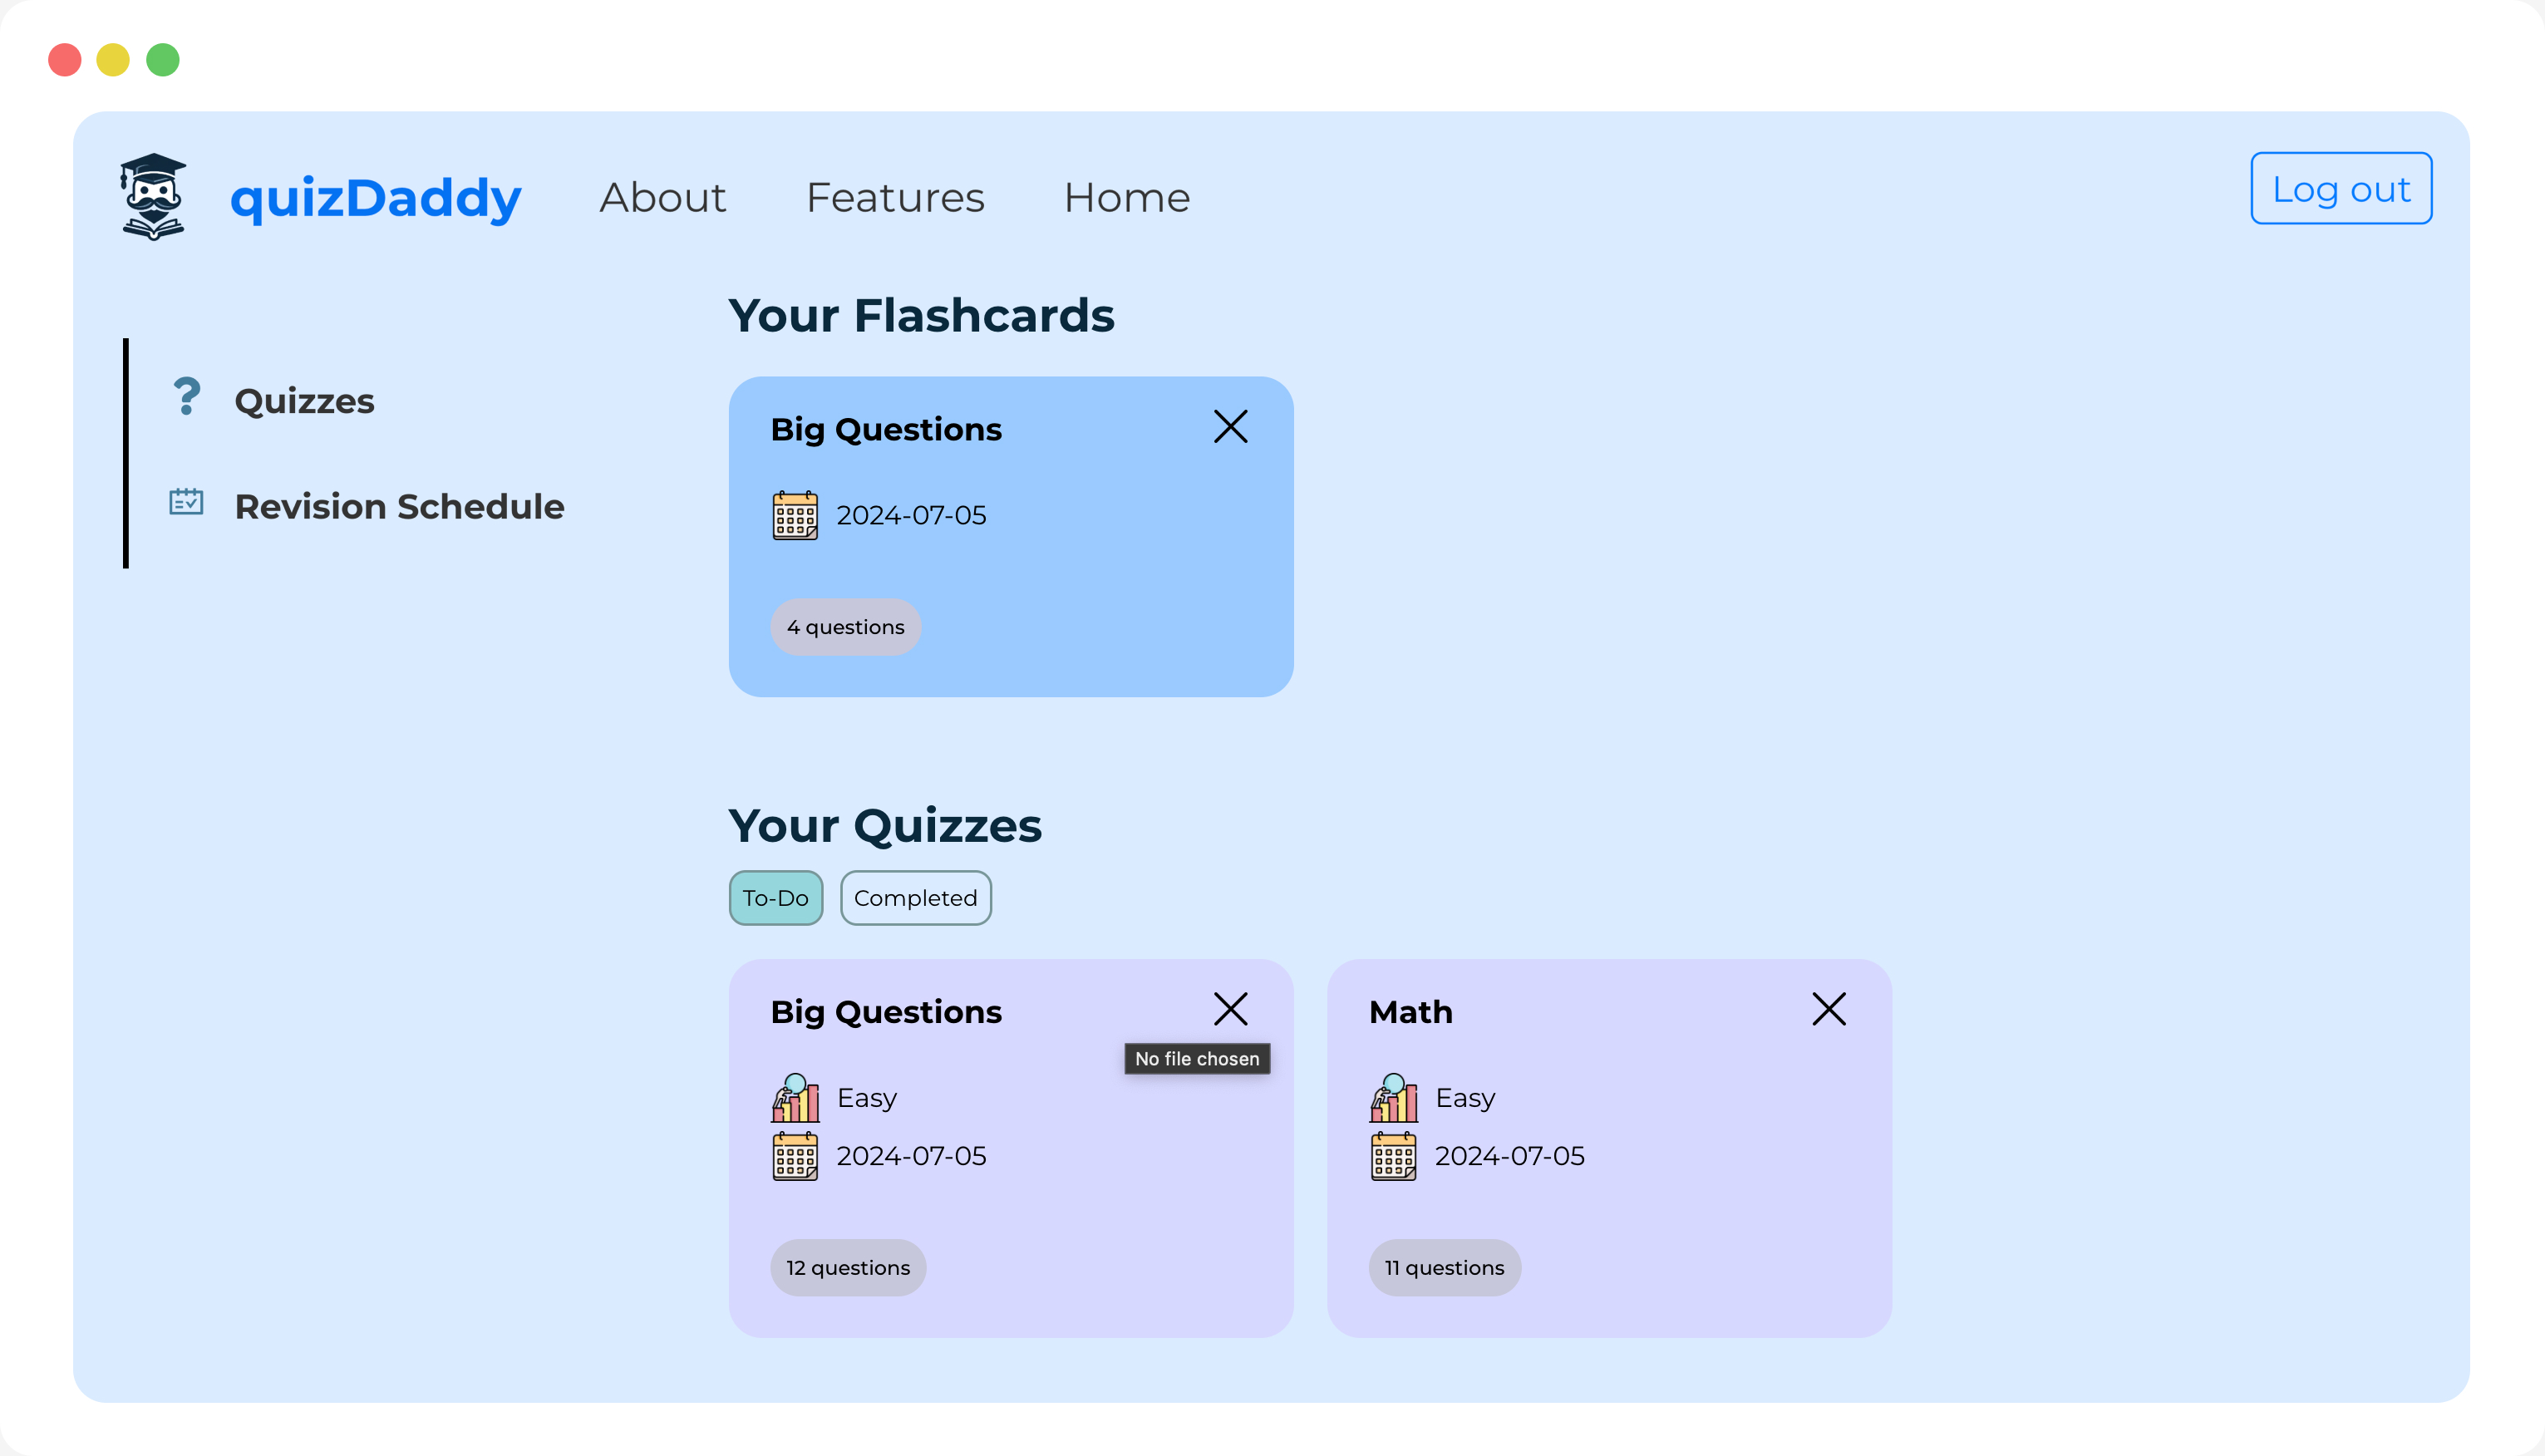 quizDaddy
About
Features
Home
Log out
Quizzes
Revision Schedule
Your Flashcards
Big Questions
2024-07-05
4 questions
Your Quizzes
To-Do
Completed
Big Questions
No file chosen
Easy
2024-07-05
12 questions
Math
Easy
2024-07-05
11 questions